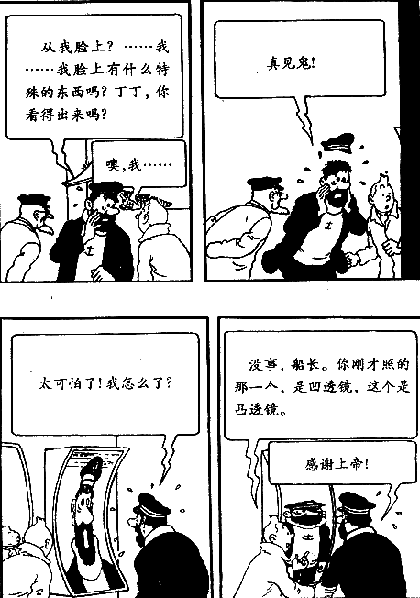 从我脸上？……我
……我脸上有什么特
殊的东西吗？丁丁，你
看得出来吗？
噢，我……
真见鬼！
太可怕了！我怎么了？
没事，船长。你刚才照的
那一个，是凹透镜，这个是
凸透镜。
感谢上帝！